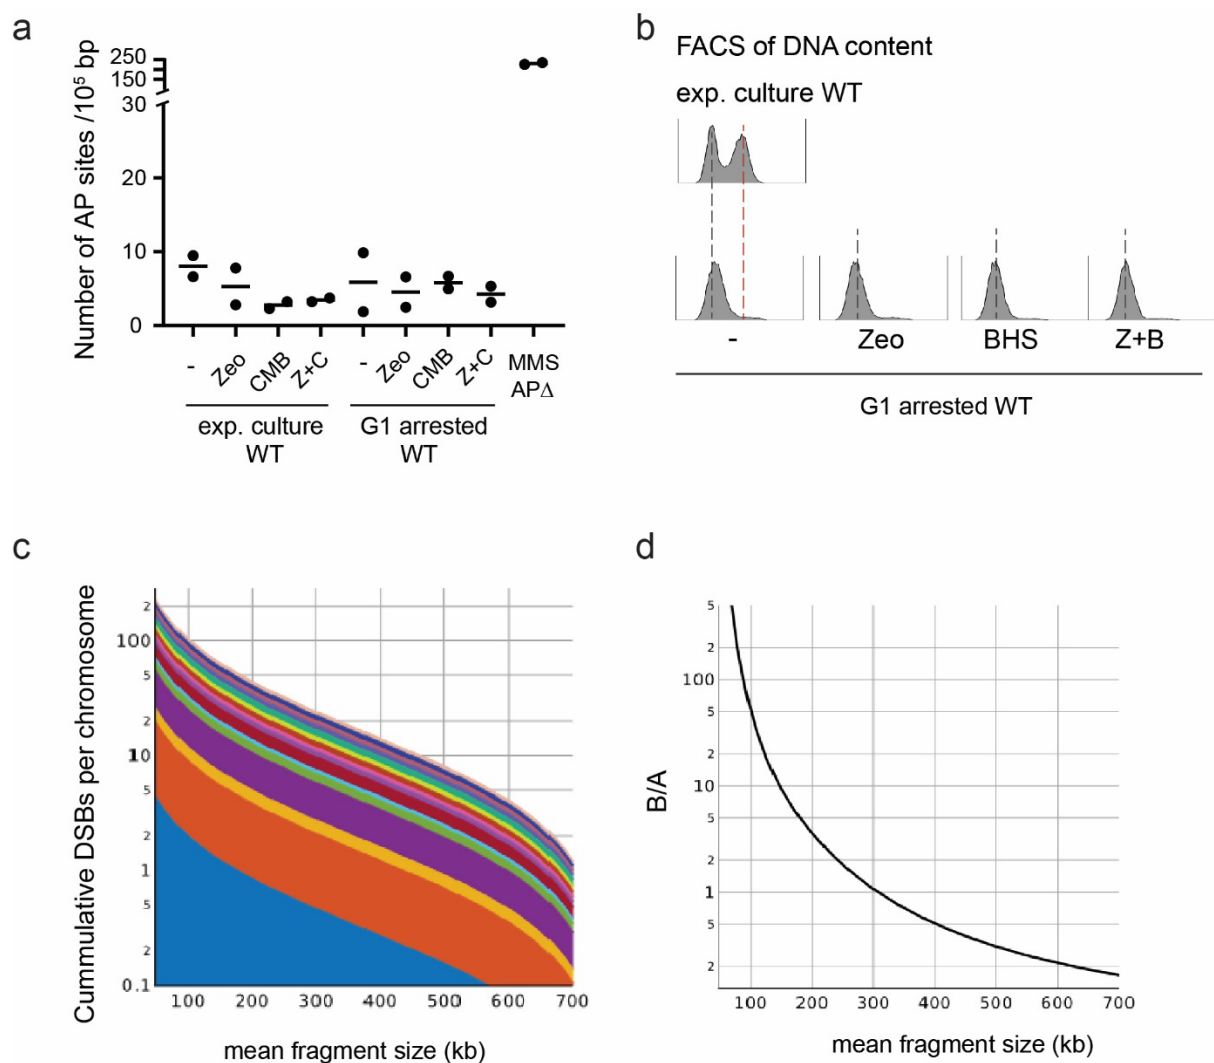 a
Number of AP sites /10⁵ bp
250
150
30
20
10
0
-
Zeo
CMB
Z+C
-
Zeo
CMB
Z+C
MMS
APΔ
exp. culture
WT
G1 arrested
WT
b
FACS of DNA content
exp. culture WT
-
Zeo
BHS
Z+B
G1 arrested WT
c
Cummulative DSBs per chromosome
2
100
5
2
10
5
2
1
5
2
0.1
100 200 300 400 500 600 700
mean fragment size (kb)
d
B/A
5
2
100
5
2
10
5
2
1
5
2
100 200 300 400 500 600 700
mean fragment size (kb)